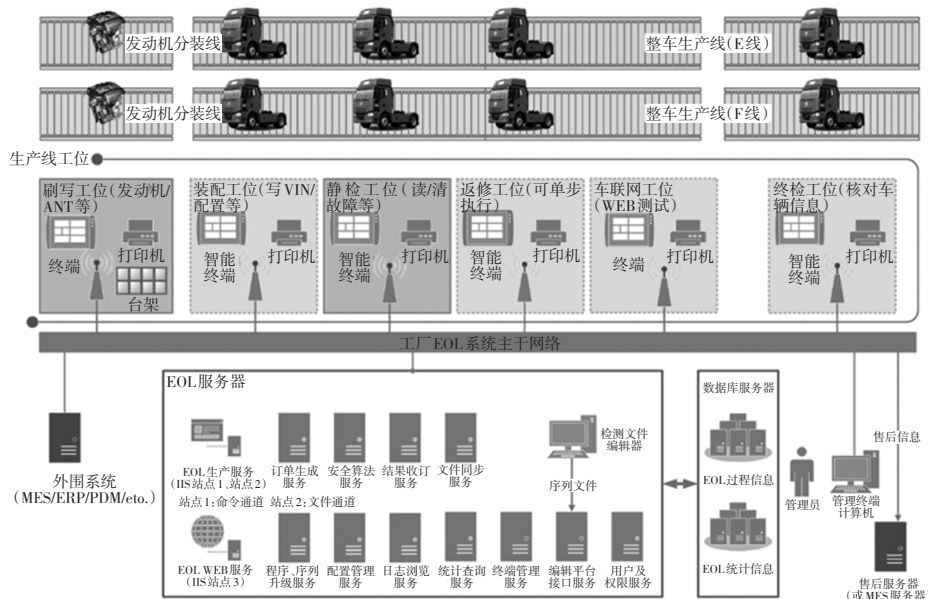 发动机分装线
整车生产线(E线)
发动机分装线
整车生产线(F线)
生产线工位
刷写工位(发动机/
ANT等)
终端
打印机
台架
装配工位(写VIN/
配置等)
智能
终端
打印机
静检工位(读/清
故障等)
智能
终端
打印机
返修工位(可单步
执行)
智能
终端
打印机
车联网工位
(WEB测试)
终端
打印机
终检工位(核对车
辆信息)
智能
终端
打印机
工厂EOL系统主干网络
外围系统
(MES/ERP/PDM/eto.)
EOL服务器
EOL生产服务
(IIS站点1、站点2)
订单生成
服务
安全算法
服务
结果收订
服务
文件同步
服务
检测文件
编辑器
序列文件
站点1:命令通道 站点2:文件通道
EOL WEB服务
(IIS站点3)
程序、序列
升级服务
配置管理
服务
日志浏览
服务
统计查询
服务
终端管理
服务
编辑平台
接口服务
用户及
权限服务
数据库服务器
EOL过程信息
EOL统计信息
管理员
管理终端
计算机
售后信息
售后服务器
(或MES服务器)